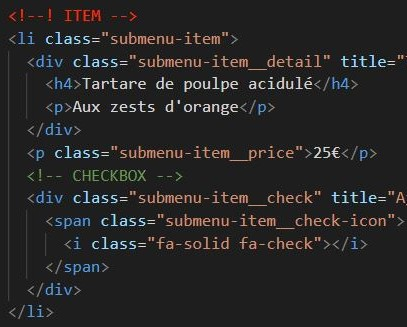 <!--! ITEM -->
<li class="submenu-item">
<div class="submenu-item__detail" title="
<h4>Tartare de poulpe acidulé</h4>
<p>Aux zests d'orange</p>
</div>
<p class="submenu-item__price">25€</p>
<!-- CHECKBOX -->
<div class="submenu-item__check" title="A
<span class="submenu-item__check-icon">
<i class="fa-solid fa-check"></i>
</span>
</div>
</li>